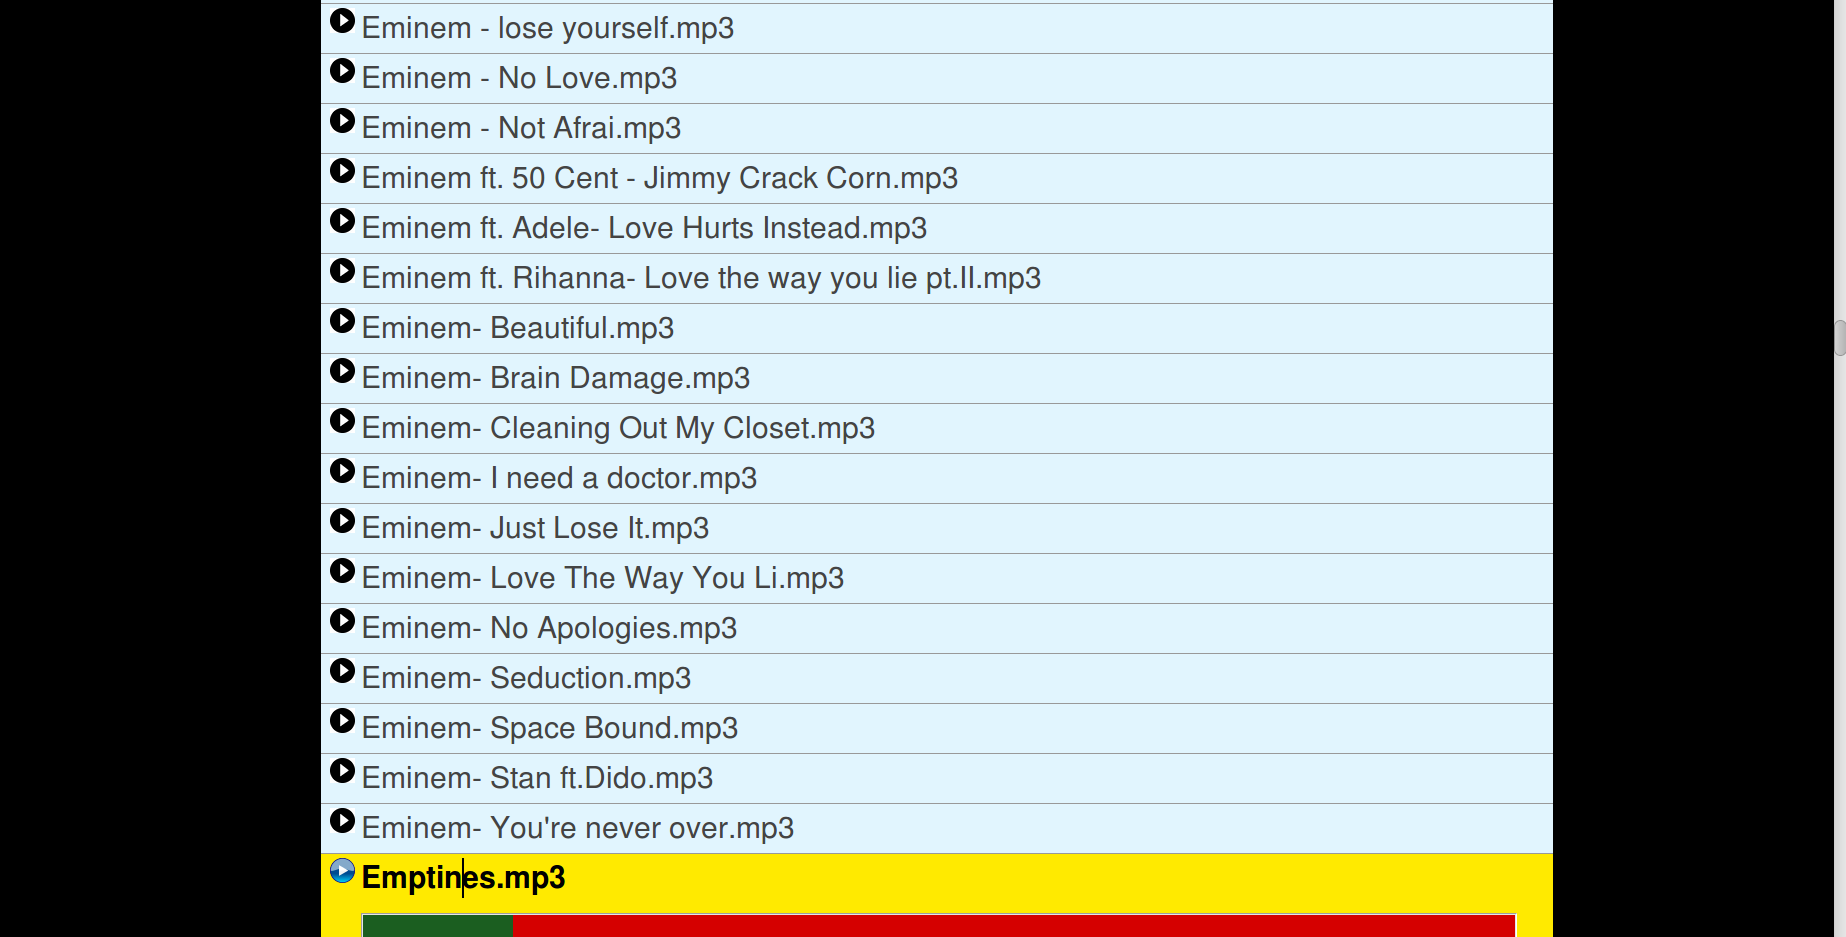 Eminem - lose yourself.mp3
Eminem - No Love.mp3
Eminem - Not Afrai.mp3
Eminem ft. 50 Cent - Jimmy Crack Corn.mp3
Eminem ft. Adele- Love Hurts Instead.mp3
Eminem ft. Rihanna- Love the way you lie pt.II.mp3
Eminem- Beautiful.mp3
Eminem- Brain Damage.mp3
Eminem- Cleaning Out My Closet.mp3
Eminem- I need a doctor.mp3
Eminem- Just Lose It.mp3
Eminem- Love The Way You Li.mp3
Eminem- No Apologies.mp3
Eminem- Seduction.mp3
Eminem- Space Bound.mp3
Eminem- Stan ft.Dido.mp3
Eminem- You're never over.mp3
Emptines.mp3